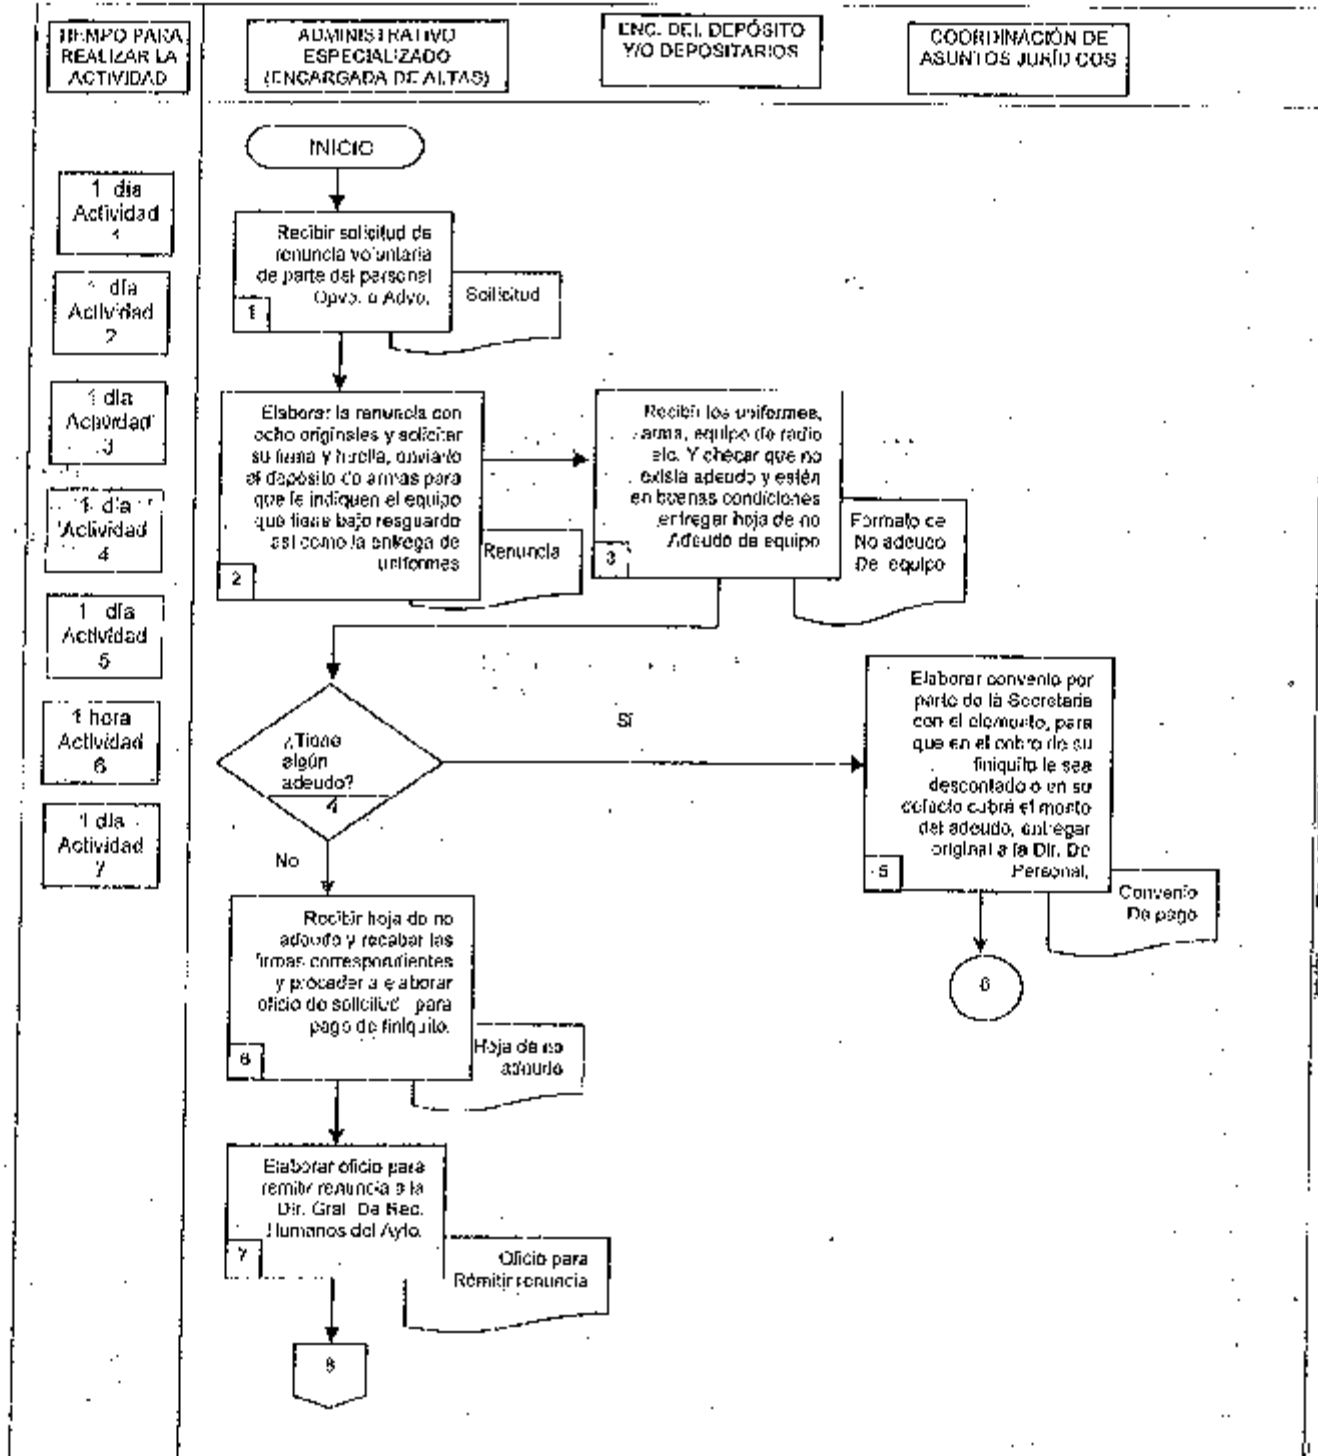 TIEMPO PARA
REALIZAR LA
ACTIVIDAD
ADMINISTRATIVO
ESPECIALIZADO
(ENCARGADA DE ALTAS)
ENC. DEL DEPÓSITO
Y/O DEPOSITARIOS
COORDINACIÓN DE
ASUNTOS JURÍDICOS
1 día
Actividad
1
1 día
Actividad
2
1 día
Actividad
3
1 día
Actividad
4
1 día
Actividad
5
1 hora
Actividad
6
1 día
Actividad
7
INICIO
Recibir solicitud de
renuncia voluntaria
de parte del personal
Opvo. o Advo.
1
Solicitud
Elaborar la renuncia con
ocho originales y solicitar
su firma y huella, enviarlo
al depósito de armas para
que le indiquen el equipo
que tiene bajo resguardo
así como la entrega de
uniformes
2
Renuncia
Recibir los uniformes,
arma, equipo de radio
etc. Y checar que no
exista adeudo y estén
en buenas condiciones
entregar hoja de no
Adeudo de equipo
3
Formato de
No adeudo
De equipo
¿Tiene
algún
adeudo?
4
Sí
No
Elaborar convenio por
parte de la Secretaria
con el elemento, para
que en el cobro de su
finiquito le sea
descontado o en su
defecto cubra el monto
del adeudo, entregar
original a la Dir. De
Personal.
5
Convenio
De pago
6
Recibir hoja de no
adeudo y recabar las
firmas correspondientes
y proceder a elaborar
oficio de solicitud para
pago de finiquito.
6
Hoja de no
adeudo
Elaborar oficio para
remitir renuncia a la
Dir. Gral. De Rec.
Humanos del Ayto.
7
Oficio para
Remitir renuncia
8